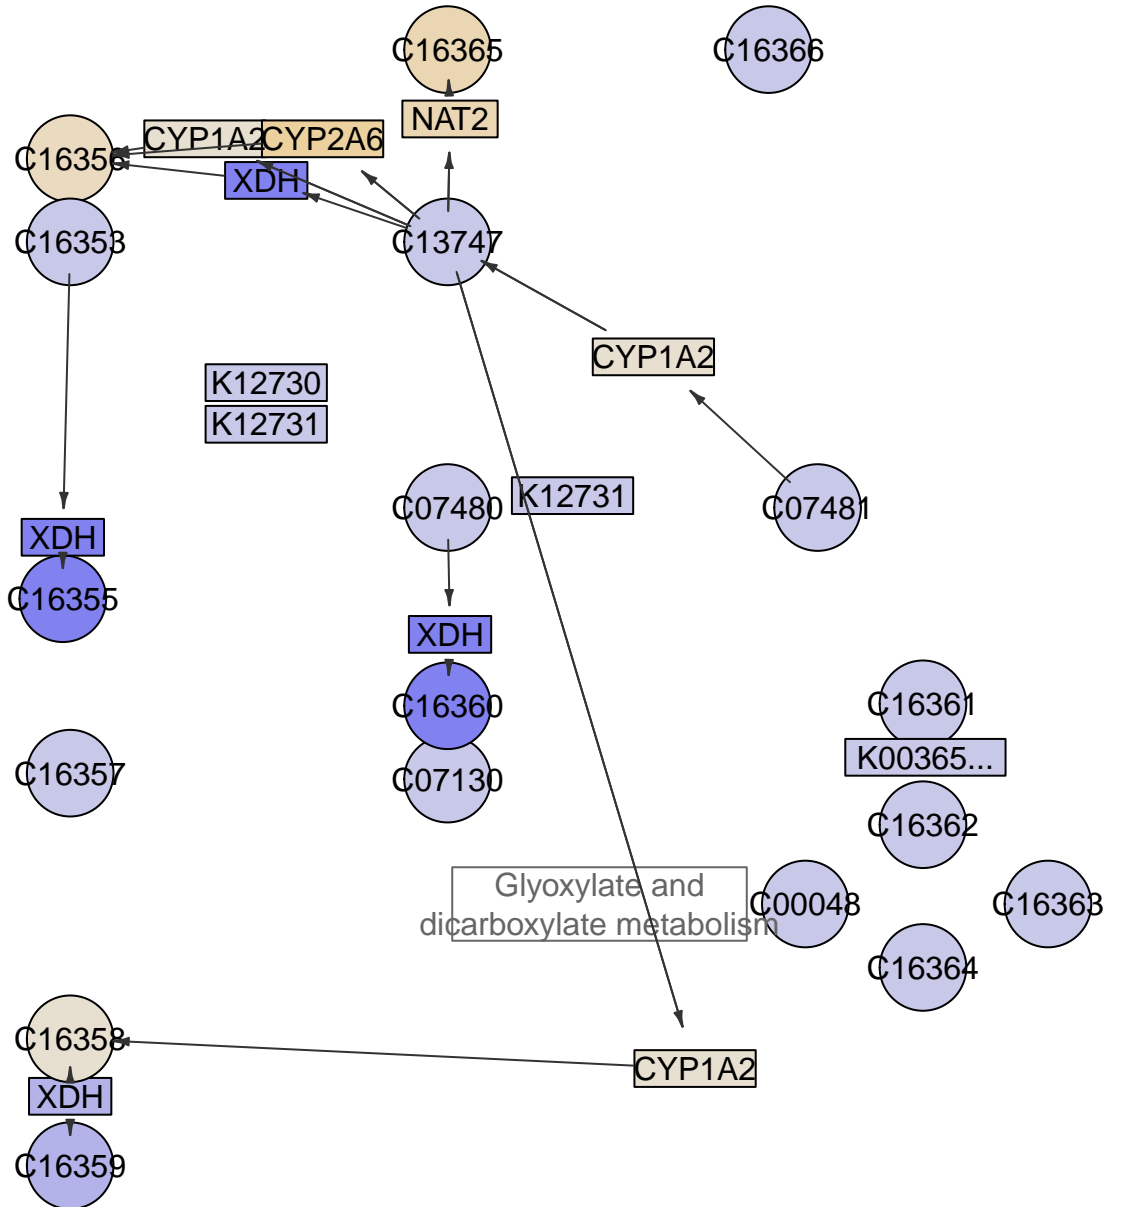 C16365
C16366
NAT2
CYP1A2
CYP2A6
C16356
XDH
C16353
C13747
CYP1A2
K12730
K12731
K12731
C07480
C07481
XDH
C16355
XDH
C16360
C16361
K00365...
C16357
C07130
C16362
Glyoxylate and
dicarboxylate metabolism
C00048
C16363
C16364
C16358
CYP1A2
XDH
C16359